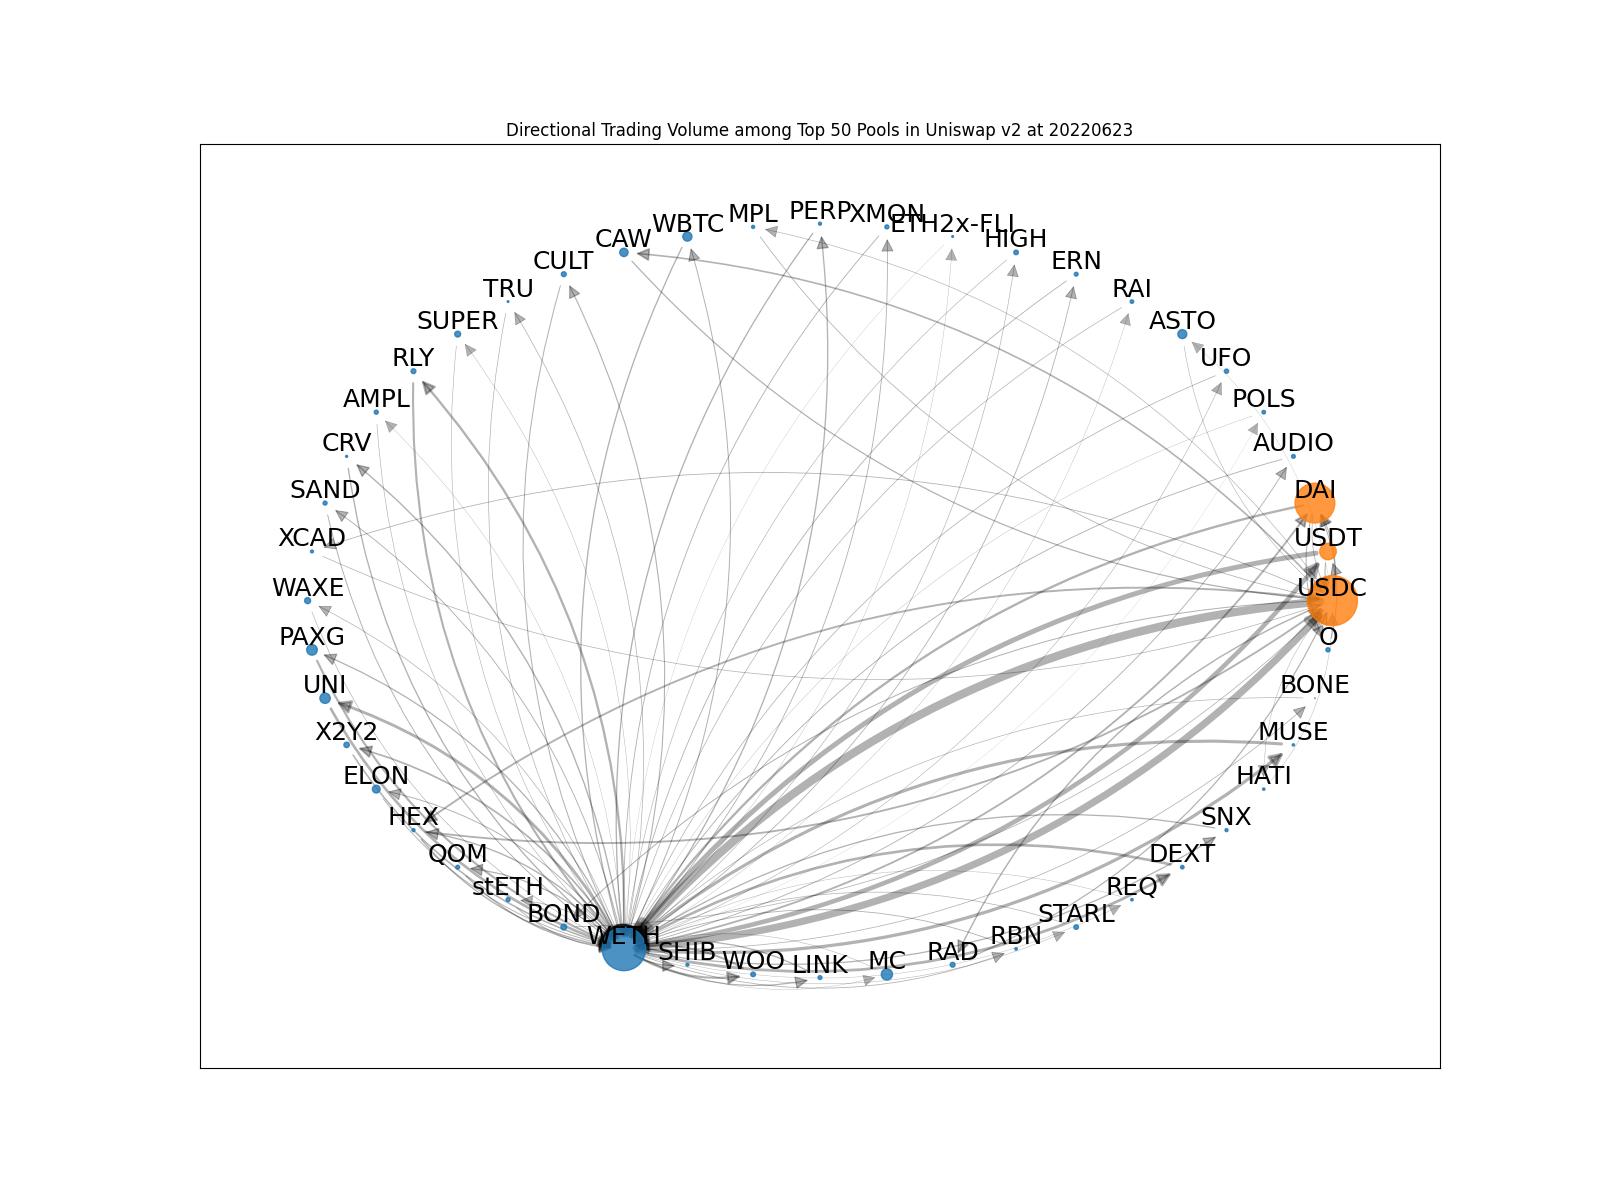 Directional Trading Volume among Top 50 Pools in Uniswap v2 at 20220623
MPL
PERP
XMON
WBTC
ETH2x-FLI
CAW
HIGH
CULT
ERN
TRU
RAI
SUPER
ASTO
RLY
UFO
AMPL
POLS
CRV
AUDIO
SAND
DAI
XCAD
USDT
WAXE
USDC
PAXG
O
UNI
BONE
X2Y2
MUSE
ELON
HATI
HEX
SNX
QOM
DEXT
stETH
REQ
BOND
STARL
WETH
RBN
SHIB
RAD
WOO
LINK
MC